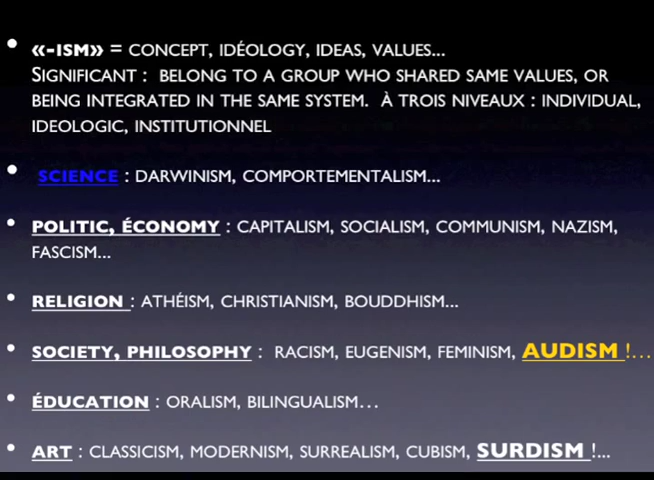 • «-ISM» = CONCEPT, IDÉOLOGY, IDEAS, VALUES...
SIGNIFICANT : BELONG TO A GROUP WHO SHARED SAME VALUES, OR
BEING INTEGRATED IN THE SAME SYSTEM. À TROIS NIVEAUX : INDIVIDUAL,
IDEOLOGIC, INSTITUTIONNEL
• SCIENCE : DARWINISM, COMPORTEMENTALISM...
• POLITIC, ÉCONOMY : CAPITALISM, SOCIALISM, COMMUNISM, NAZISM,
FASCISM...
• RELIGION : ATHÉISM, CHRISTIANISM, BOUDDHISM...
• SOCIETY, PHILOSOPHY : RACISM, EUGENISM, FEMINISM, AUDISM !...
• ÉDUCATION : ORALISM, BILINGUALISM...
• ART : CLASSICISM, MODERNISM, SURREALISM, CUBISM, SURDISM !...